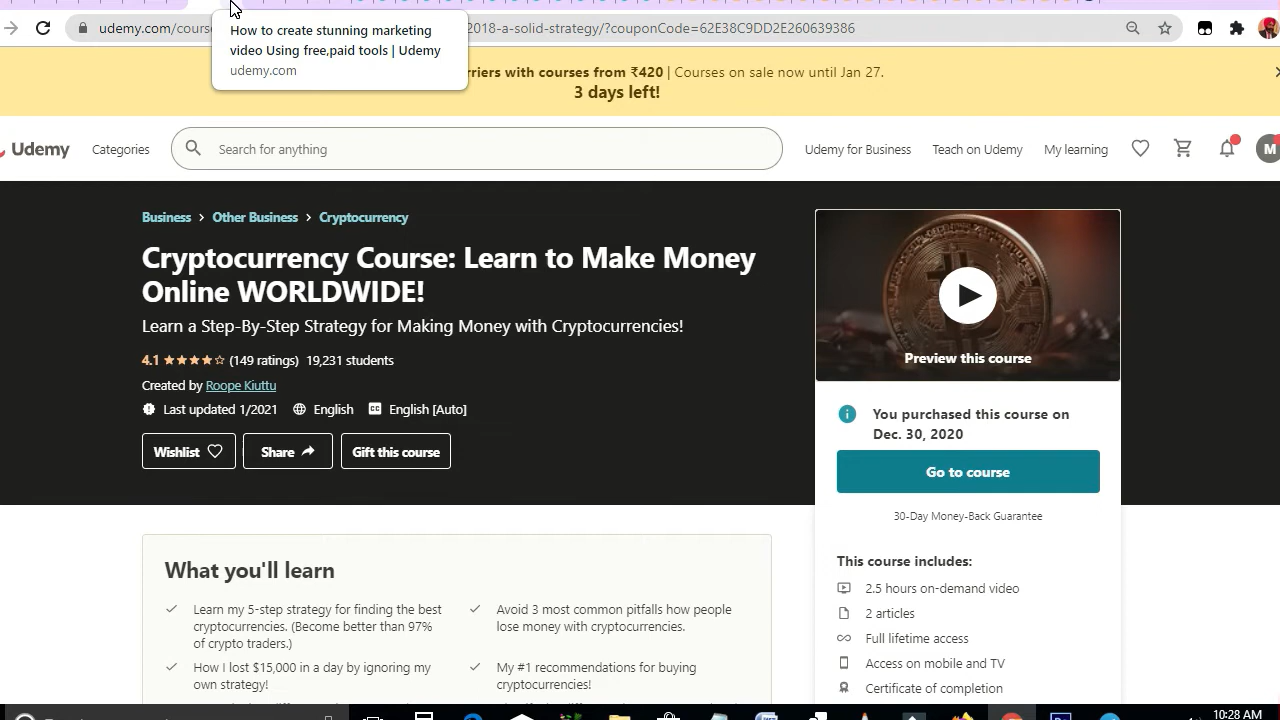 udemy.com/cours
2018-a-solid-strategy/?couponCode=62E38C9DD2E260639386
How to create stunning marketing
video Using free,paid tools | Udemy
udemy.com
rriers with courses from ₹420 | Courses on sale now until Jan 27.
3 days left!
Udemy
Categories
Search for anything
Udemy for Business
Teach on Udemy
My learning
M
Business > Other Business > Cryptocurrency
Cryptocurrency Course: Learn to Make Money
Online WORLDWIDE!
Learn a Step-By-Step Strategy for Making Money with Cryptocurrencies!
4.1 (149 ratings) 19,231 students
Created by Roope Kiuttu
Last updated 1/2021 English English [Auto]
Wishlist
Share
Gift this course
Preview this course
You purchased this course on
Dec. 30, 2020
Go to course
30-Day Money-Back Guarantee
This course includes:
2.5 hours on-demand video
2 articles
Full lifetime access
Access on mobile and TV
Certificate of completion
What you'll learn
Learn my 5-step strategy for finding the best
cryptocurrencies. (Become better than 97%
of crypto traders.)
Avoid 3 most common pitfalls how people
lose money with cryptocurrencies.
How I lost $15,000 in a day by ignoring my
own strategy!
My #1 recommendations for buying
cryptocurrencies!
10:28 AM